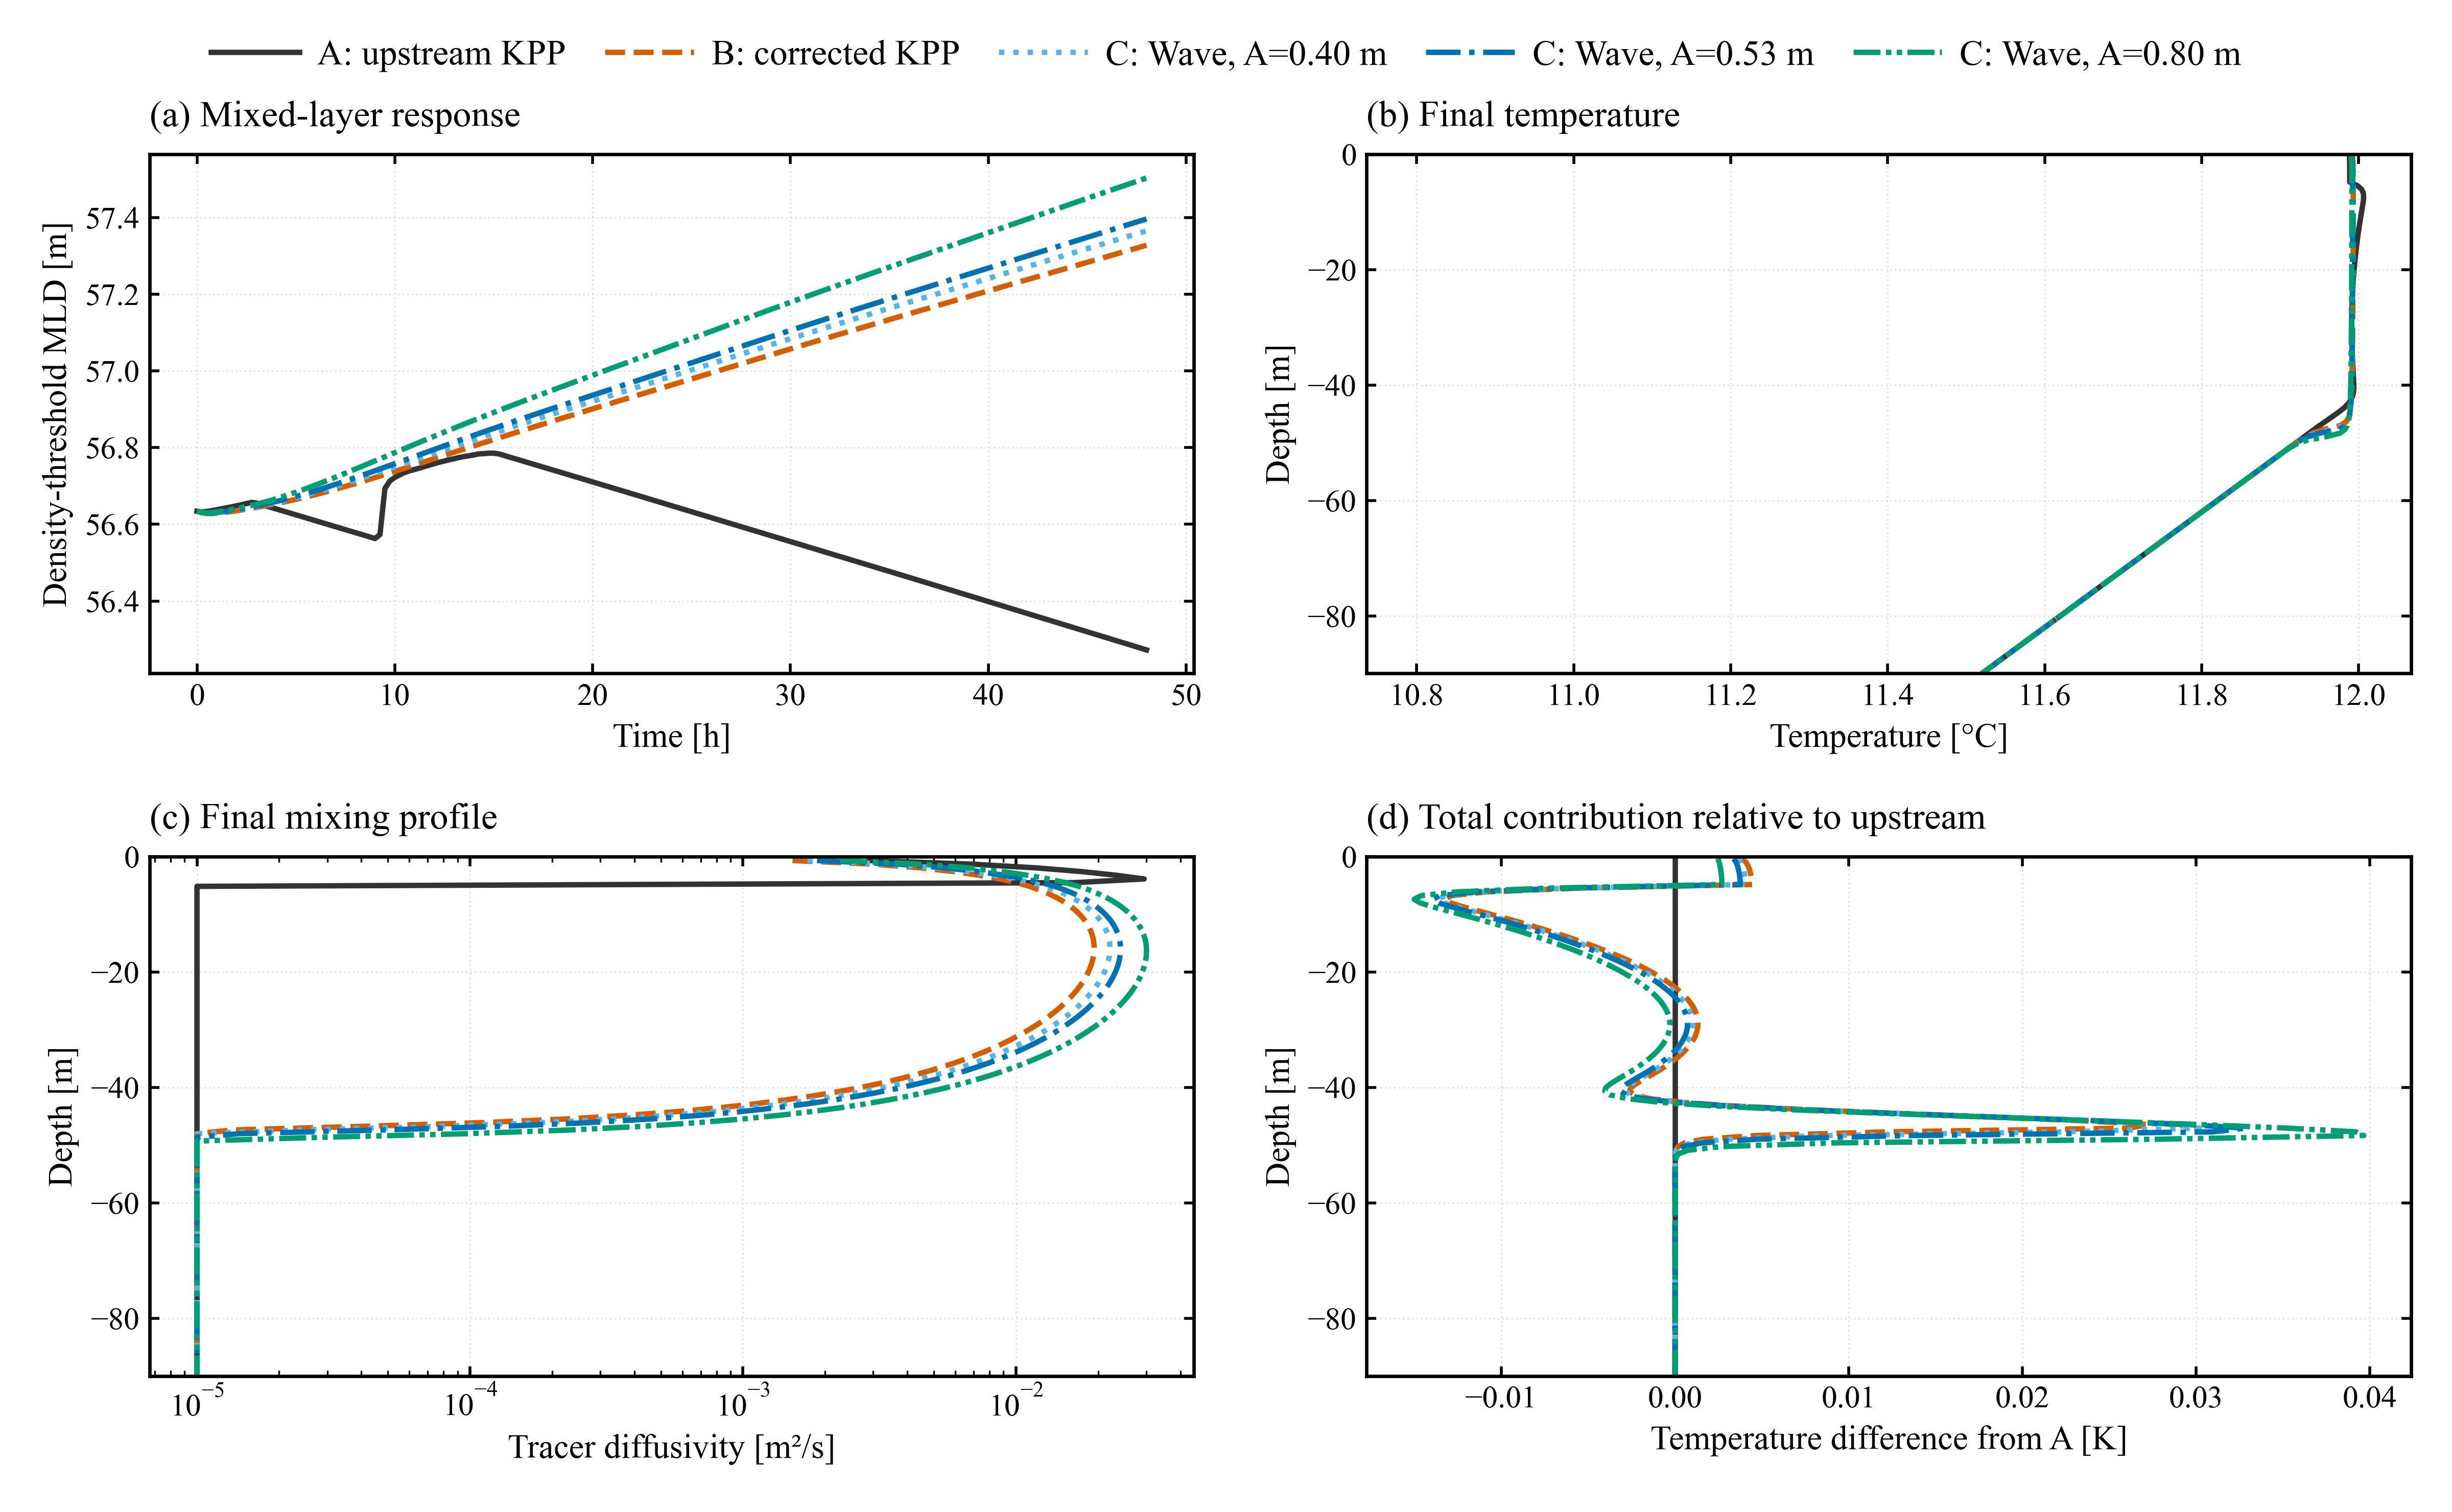 A: upstream KPP B: corrected KPP C: Wave, A=0.40 m C: Wave, A=0.53 m C: Wave, A=0.80 m
(a) Mixed-layer response
Density-threshold MLD [m]
57.4
57.2
57.0
56.8
56.6
56.4
0 10 20 30 40 50
Time [h]
(b) Final temperature
Depth [m]
0
−20
−40
−60
−80
10.8 11.0 11.2 11.4 11.6 11.8 12.0
Temperature [°C]
(c) Final mixing profile
Depth [m]
0
−20
−40
−60
−80
10⁻⁵ 10⁻⁴ 10⁻³ 10⁻²
Tracer diffusivity [m²/s]
(d) Total contribution relative to upstream
Depth [m]
0
−20
−40
−60
−80
−0.01 0.00 0.01 0.02 0.03 0.04
Temperature difference from A [K]